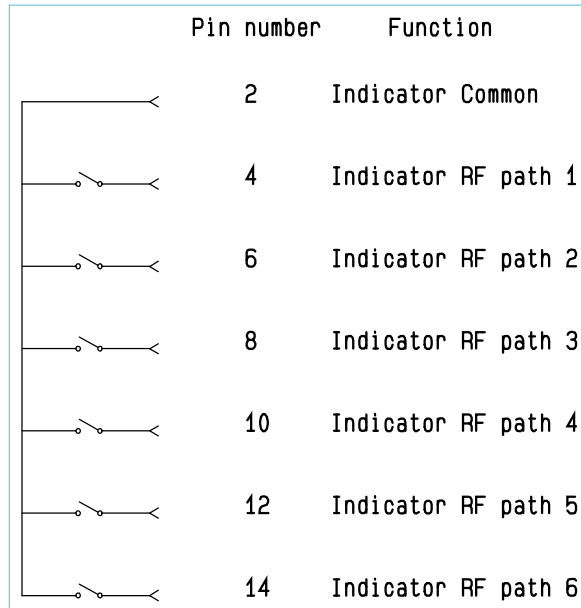 Pin number Function
2 Indicator Common
4 Indicator RF path 1
6 Indicator RF path 2
8 Indicator RF path 3
10 Indicator RF path 4
12 Indicator RF path 5
14 Indicator RF path 6